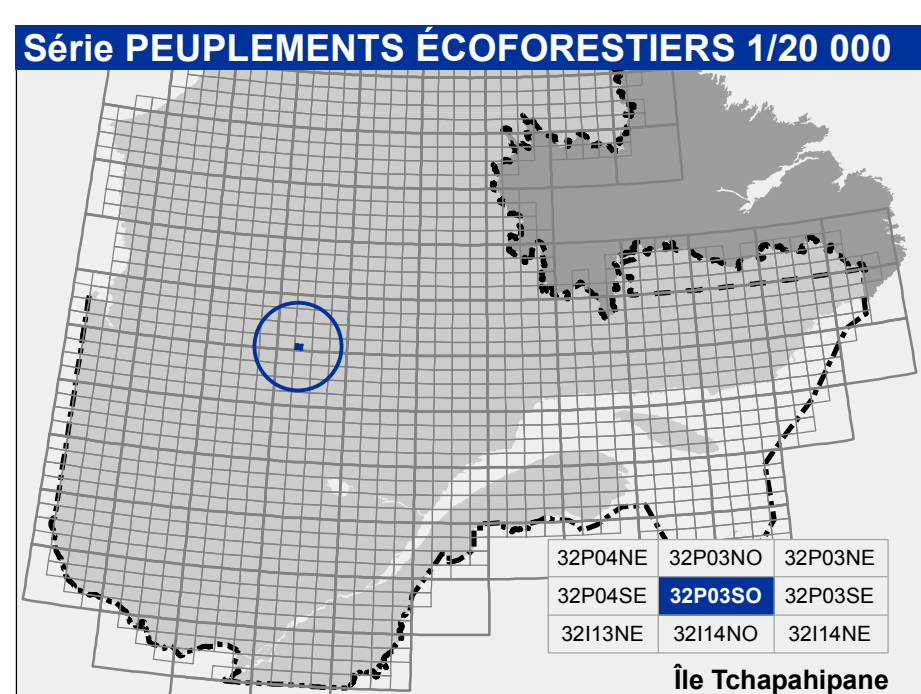 Série PEUPLEMENTS ÉCOFORESTIERS 1/20 000
32P04NE 32P03NO 32P03NE
32P04SE 32P03SO 32P03SE
32I13NE 32I14NO 32I14NE
Île Tchapahipane